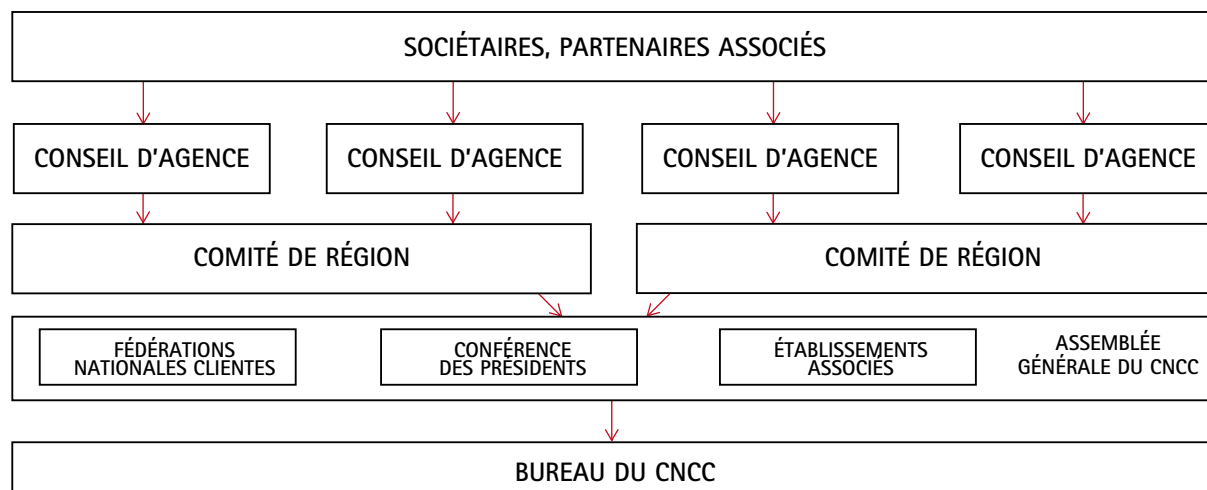 SOCIÉTAIRES, PARTENAIRES ASSOCIÉS
CONSEIL D'AGENCE
CONSEIL D'AGENCE
CONSEIL D'AGENCE
CONSEIL D'AGENCE
COMITÉ DE RÉGION
COMITÉ DE RÉGION
FÉDÉRATIONS
NATIONALES CLIENTES
CONFÉRENCE
DES PRÉSIDENTS
ÉTABLISSEMENTS
ASSOCIÉS
ASSEMBLÉE
GÉNÉRALE DU CNCC
BUREAU DU CNCC